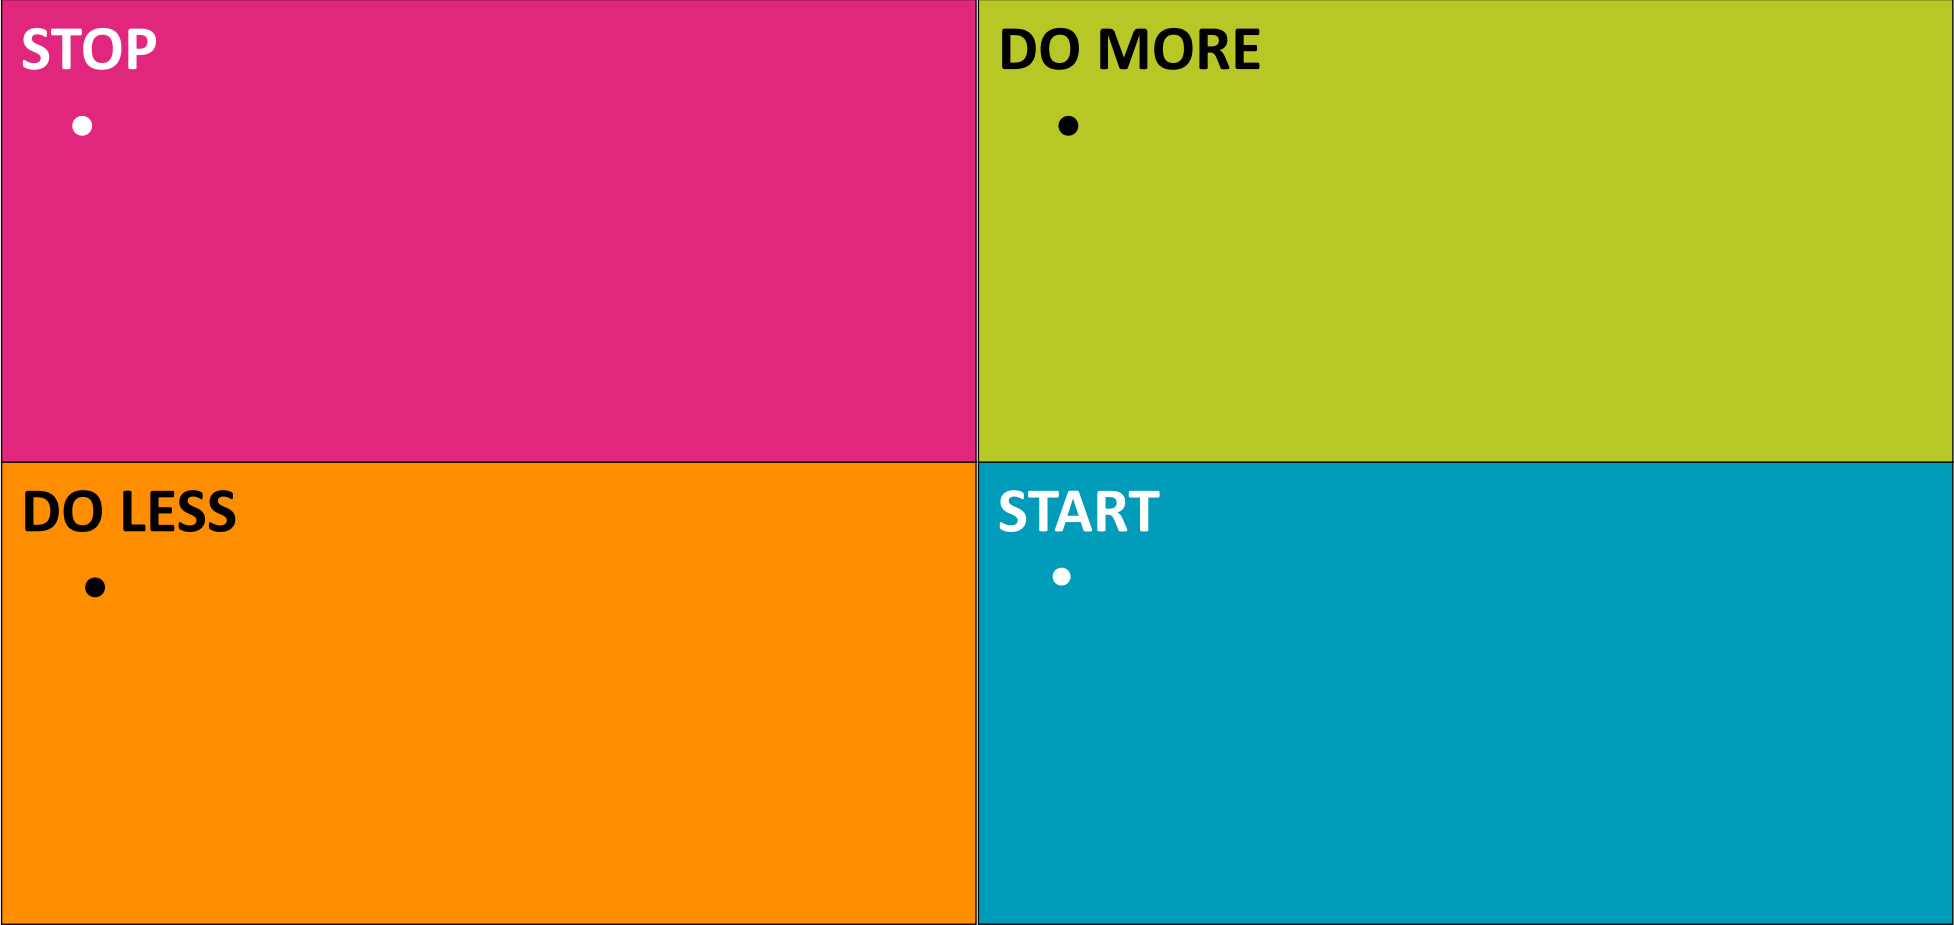 STOP
•
DO MORE
•
DO LESS
•
START
•